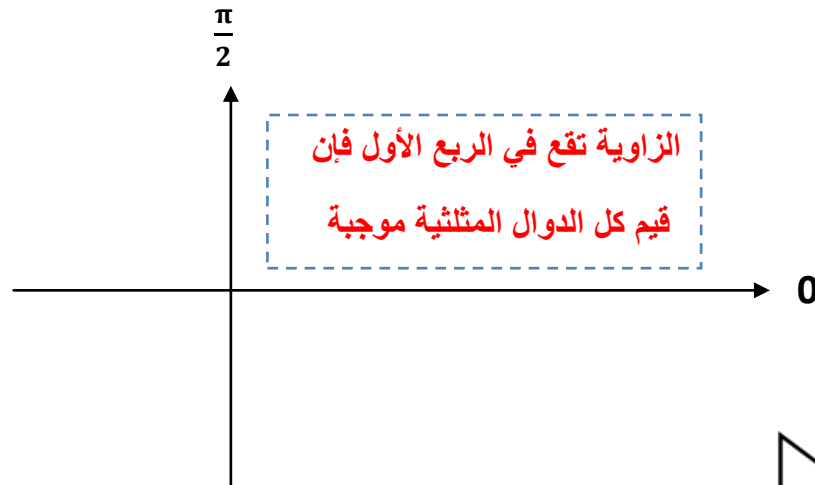 π
2
الزاوية تقع في الربع الأول فإن
قيم كل الدوال المثلثية موجبة
0